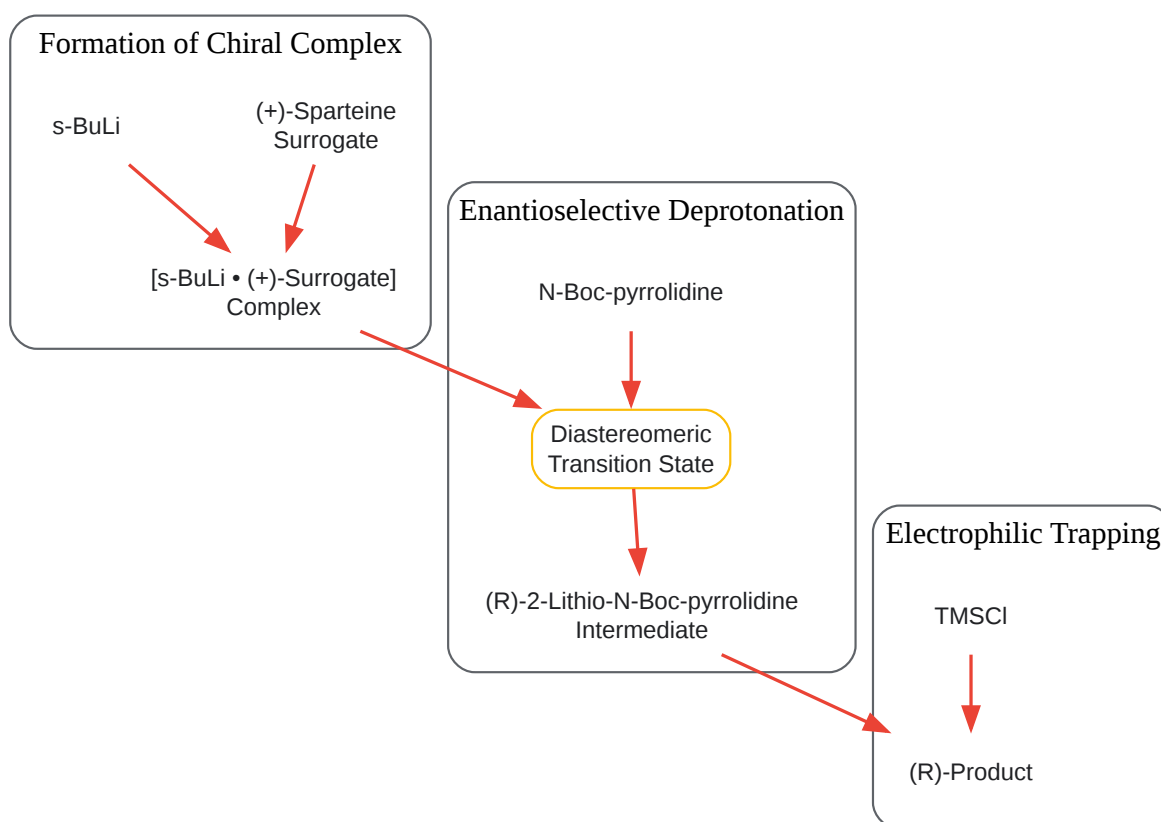 Formation of Chiral Complex
s-BuLi
(+)-Sparteine
Surrogate
[s-BuLi • (+)-Surrogate]
Complex
Enantioselective Deprotonation
N-Boc-pyrrolidine
Diastereomeric
Transition State
(R)-2-Lithio-N-Boc-pyrrolidine
Intermediate
Electrophilic Trapping
TMSCl
(R)-Product